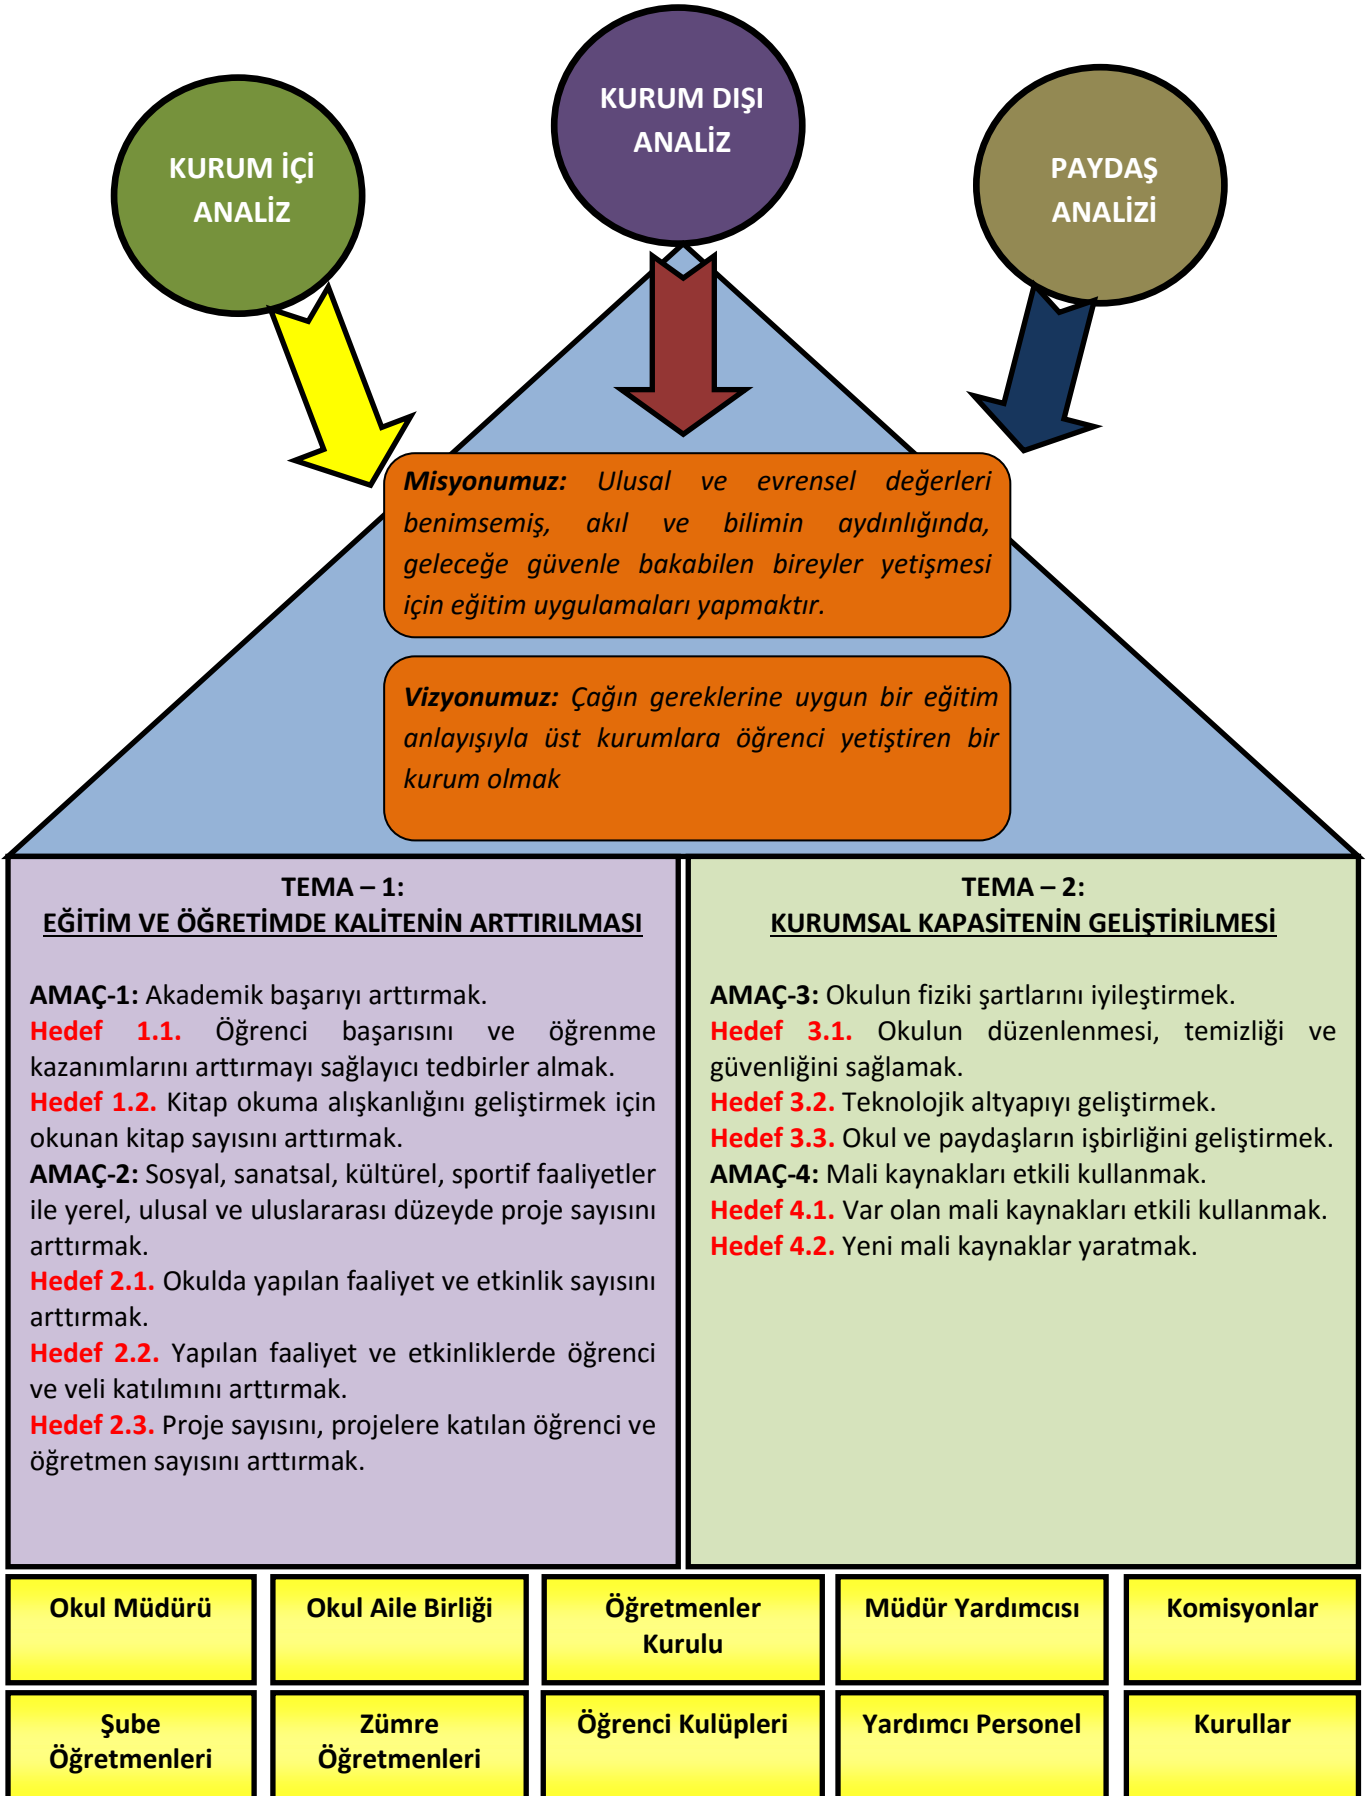 KURUM İÇİ
ANALİZ
KURUM DIŞI
ANALİZ
PAYDAŞ
ANALİZİ
Misyonumuz: Ulusal ve evrensel değerleri
benimsemiş, akıl ve bilimin aydınlığında,
geleceğe güvenle bakabilen bireyler yetişmesi
için eğitim uygulamaları yapmaktır.
Vizyonumuz: Çağın gereklerine uygun bir eğitim
anlayışıyla üst kurumlara öğrenci yetiştiren bir
kurum olmak
TEMA – 1:
EĞİTİM VE ÖĞRETİMDE KALİTENİN ARTTIRILMASI
AMAÇ-1: Akademik başarıyı arttırmak.
Hedef 1.1. Öğrenci başarısını ve öğrenme
kazanımlarını arttırmayı sağlayıcı tedbirler almak.
Hedef 1.2. Kitap okuma alışkanlığını geliştirmek için
okunan kitap sayısını arttırmak.
AMAÇ-2: Sosyal, sanatsal, kültürel, sportif faaliyetler
ile yerel, ulusal ve uluslararası düzeyde proje sayısını
arttırmak.
Hedef 2.1. Okulda yapılan faaliyet ve etkinlik sayısını
arttırmak.
Hedef 2.2. Yapılan faaliyet ve etkinliklerde öğrenci
ve veli katılımını arttırmak.
Hedef 2.3. Proje sayısını, projelere katılan öğrenci ve
öğretmen sayısını arttırmak.
TEMA – 2:
KURUMSAL KAPASİTENİN GELİŞTİRİLMESİ
AMAÇ-3: Okulun fiziki şartlarını iyileştirmek.
Hedef 3.1. Okulun düzenlenmesi, temizliği ve
güvenliğini sağlamak.
Hedef 3.2. Teknolojik altyapıyı geliştirmek.
Hedef 3.3. Okul ve paydaşların işbirliğini geliştirmek.
AMAÇ-4: Mali kaynakları etkili kullanmak.
Hedef 4.1. Var olan mali kaynakları etkili kullanmak.
Hedef 4.2. Yeni mali kaynaklar yaratmak.
Okul Müdürü
Okul Aile Birliği
Öğretmenler
Kurulu
Müdür Yardımcısı
Komisyonlar
Şube
Öğretmenleri
Zümre
Öğretmenleri
Öğrenci Kulüpleri
Yardımcı Personel
Kurullar